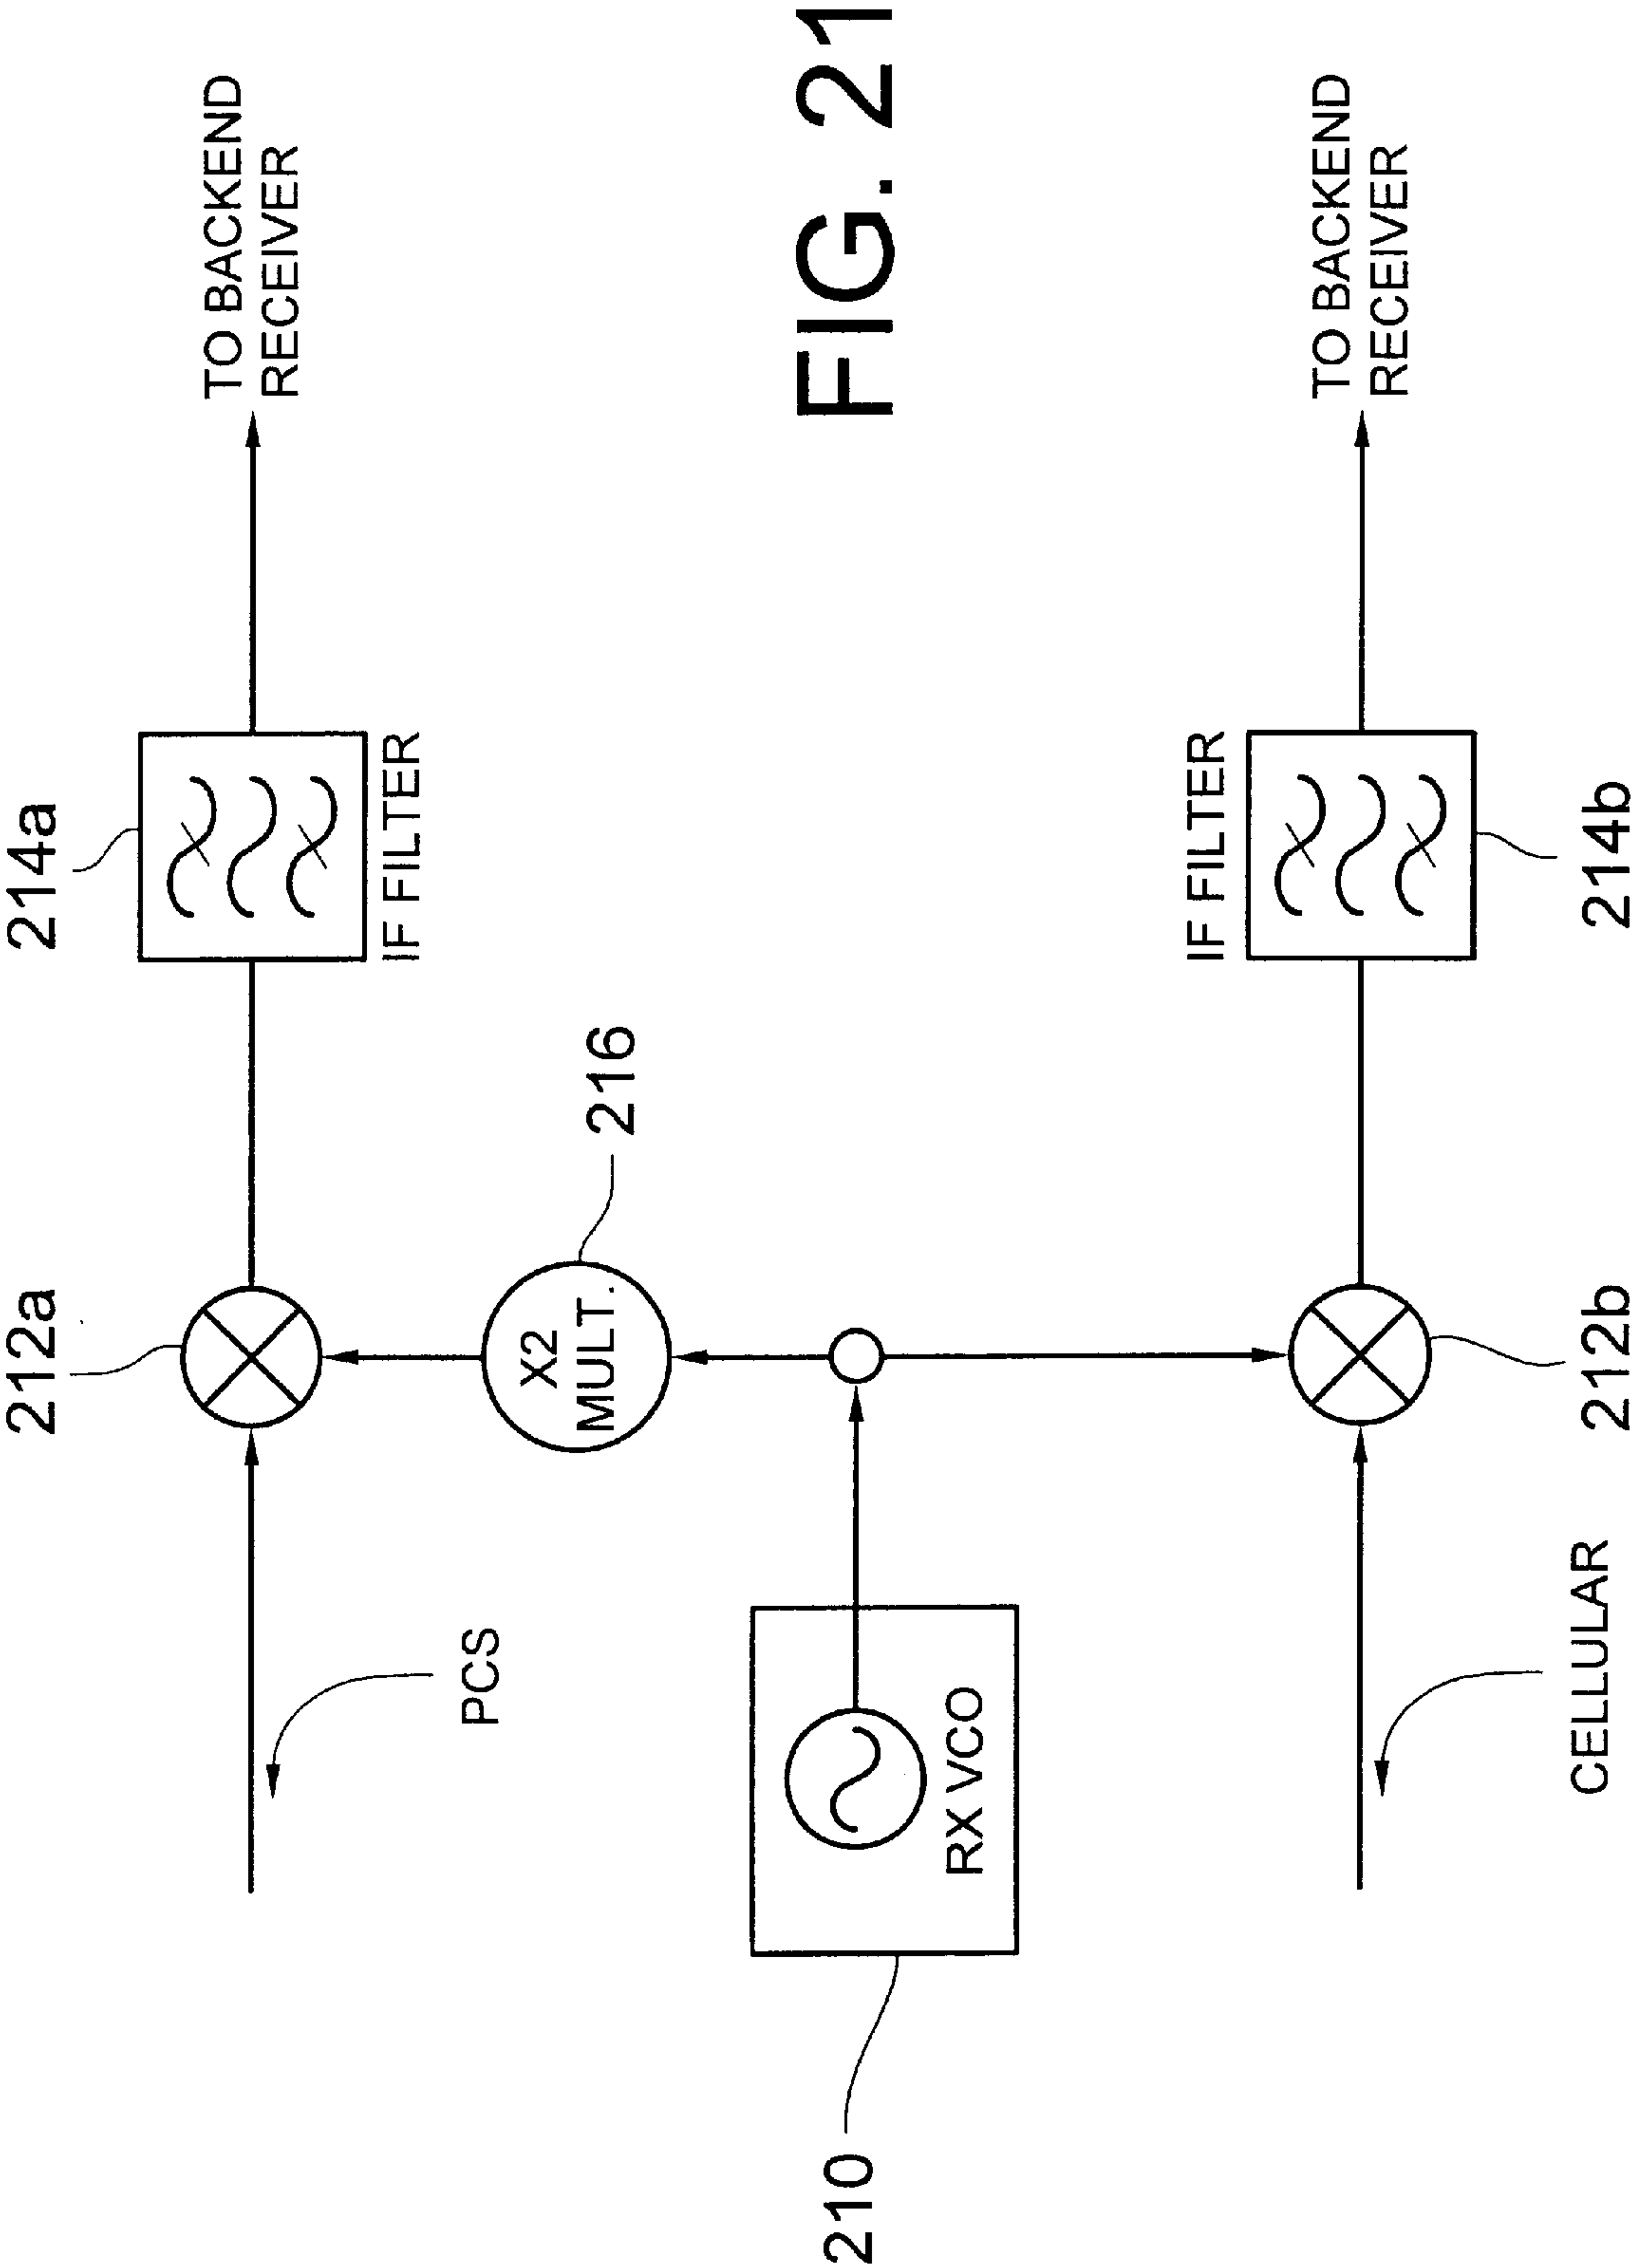 212a
214a
TO BACKEND
RECEIVER
PCS
IF FILTER
X2
MULT.
216
210
RX VCO
FIG. 21
IF FILTER
TO BACKEND
RECEIVER
CELLULAR
212b
214b